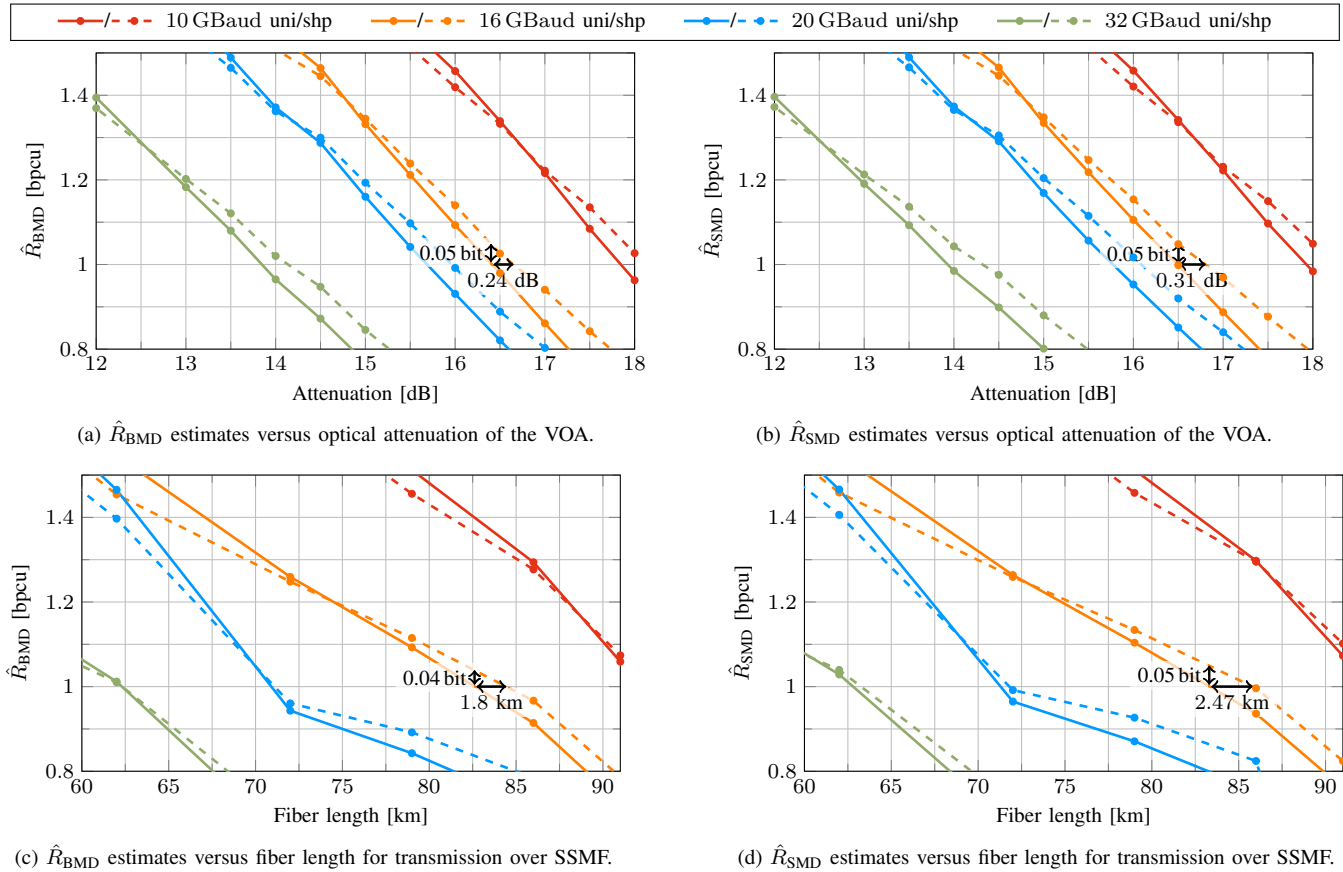 / 10 GBaud uni/shp / 16 GBaud uni/shp / 20 GBaud uni/shp / 32 GBaud uni/shp
R̂BMD [bpcu]
1.4
1.2
1
0.8
0.05 bit
0.24 dB
12 13 14 15 16 17 18
Attenuation [dB]
(a) R̂BMD estimates versus optical attenuation of the VOA.
R̂SMD [bpcu]
1.4
1.2
1
0.8
0.05 bit
0.31 dB
12 13 14 15 16 17 18
Attenuation [dB]
(b) R̂SMD estimates versus optical attenuation of the VOA.
R̂BMD [bpcu]
1.4
1.2
1
0.8
0.04 bit
1.8 km
60 65 70 75 80 85 90
Fiber length [km]
(c) R̂BMD estimates versus fiber length for transmission over SSMF.
R̂SMD [bpcu]
1.4
1.2
1
0.8
0.05 bit
2.47 km
60 65 70 75 80 85 90
Fiber length [km]
(d) R̂SMD estimates versus fiber length for transmission over SSMF.